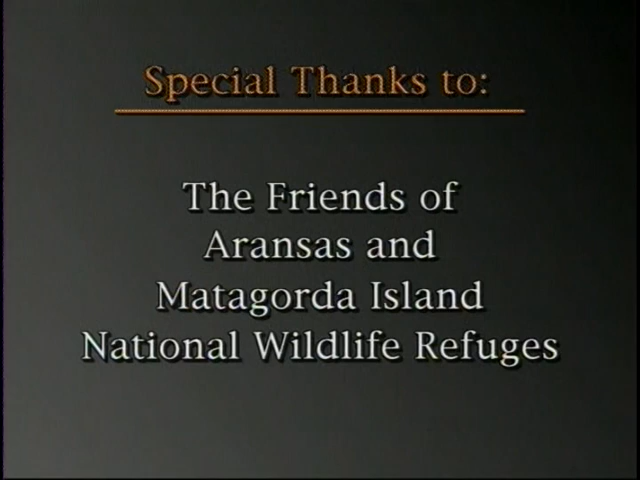 Special Thanks to:
The Friends of
Aransas and
Matagorda Island
National Wildlife Refuges